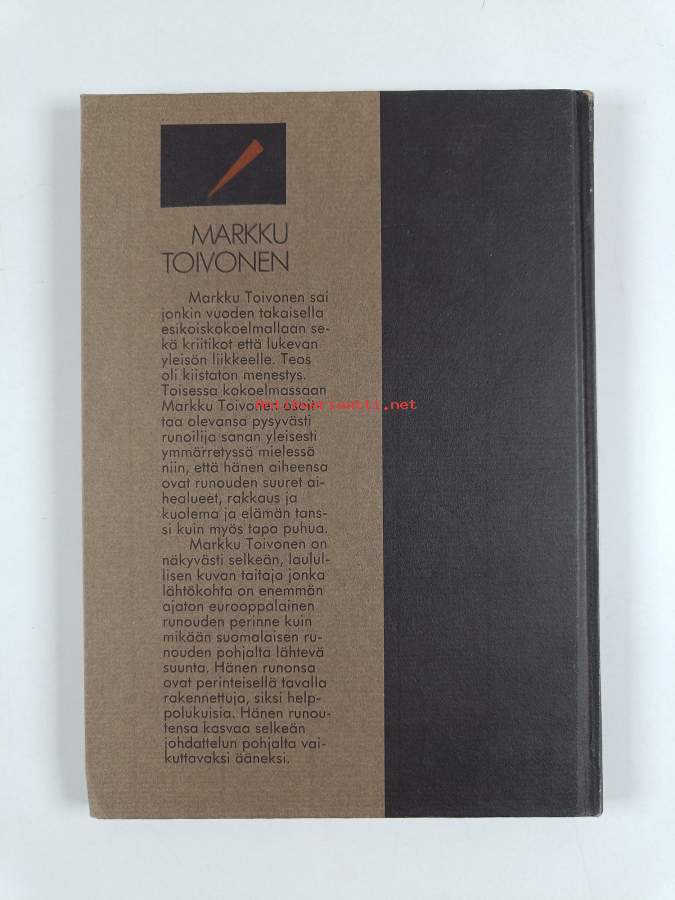 MARKKU
TOIVONEN
Markku Toivonen sai
jonkin vuoden takaisella
esikoiskokoelmallaan se-
kä kriitikot että lukevan
yleisön liikkeelle. Teos
oli kiistaton menestys.
Toisessa kokoelmassaan
Markku Toivonen osoit-
taa olevansa pysyvästi
runoilija sanan yleisesti
ymmärretyssä mielessä
niin, että hänen aiheensa
ovat runouden suuret ai-
healueet, rakkaus ja
kuolema ja elämän tans-
si kuin myös tapa puhua.
Markku Toivonen on
näkyvästi selkeän, laulul-
lisen kuvan taitaja jonka
lähtökohta on enemmän
ajaton eurooppalainen
runouden perinne kuin
mikään suomalaisen ru-
nouden pohjalta lähtevä
suunta. Hänen runonsa
ovat perinteisellä tavalla
rakennettuja, siksi help-
polukuisia. Hänen runou-
tensa kasvaa selkeän
johdattelun pohjalta vai-
kuttavaksi ääneksi.
Antikvariaatti.net